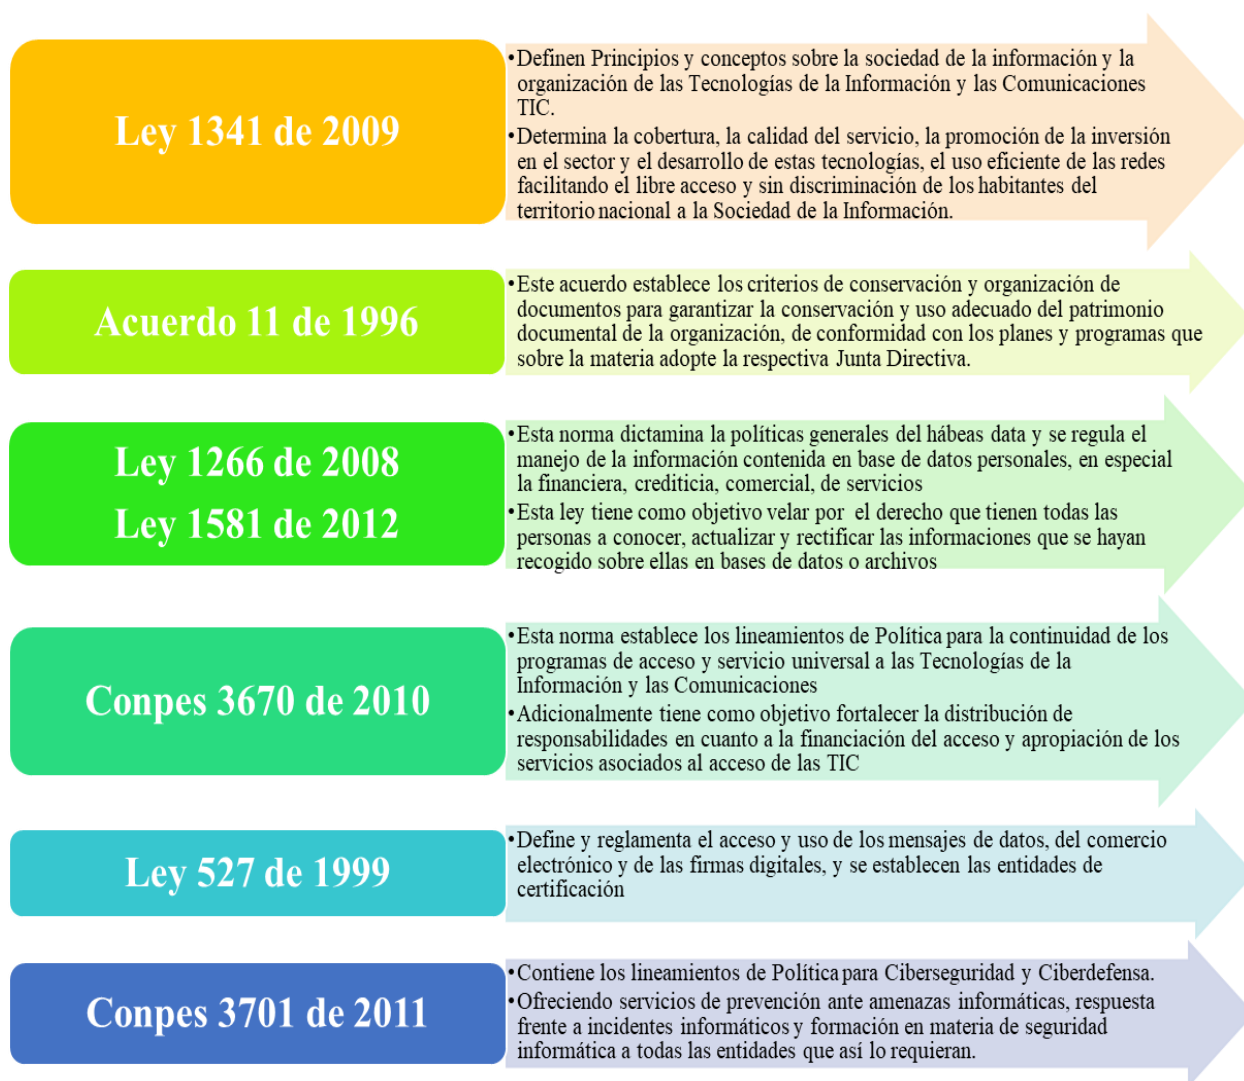 Ley 1341 de 2009
•Definen Principios y conceptos sobre la sociedad de la información y la
organización de las Tecnologías de la Información y las Comunicaciones
TIC.
•Determina la cobertura, la calidad del servicio, la promoción de la inversión
en el sector y el desarrollo de estas tecnologías, el uso eficiente de las redes
facilitando el libre acceso y sin discriminación de los habitantes del
territorio nacional a la Sociedad de la Información.
Acuerdo 11 de 1996
•Este acuerdo establece los criterios de conservación y organización de
documentos para garantizar la conservación y uso adecuado del patrimonio
documental de la organización, de conformidad con los planes y programas que
sobre la materia adopte la respectiva Junta Directiva.
Ley 1266 de 2008
Ley 1581 de 2012
•Esta norma dictamina la políticas generales del hábeas data y se regula el
manejo de la información contenida en base de datos personales, en especial
la financiera, crediticia, comercial, de servicios
•Esta ley tiene como objetivo velar por el derecho que tienen todas las
personas a conocer, actualizar y rectificar las informaciones que se hayan
recogido sobre ellas en bases de datos o archivos
Conpes 3670 de 2010
•Esta norma establece los lineamientos de Política para la continuidad de los
programas de acceso y servicio universal a las Tecnologías de la
Información y las Comunicaciones
•Adicionalmente tiene como objetivo fortalecer la distribución de
responsabilidades en cuanto a la financiación del acceso y apropiación de los
servicios asociados al acceso de las TIC
Ley 527 de 1999
•Define y reglamenta el acceso y uso de los mensajes de datos, del comercio
electrónico y de las firmas digitales, y se establecen las entidades de
certificación
Conpes 3701 de 2011
•Contiene los lineamientos de Política para Ciberseguridad y Ciberdefensa.
•Ofreciendo servicios de prevención ante amenazas informáticas, respuesta
frente a incidentes informáticos y formación en materia de seguridad
informática a todas las entidades que así lo requieran.